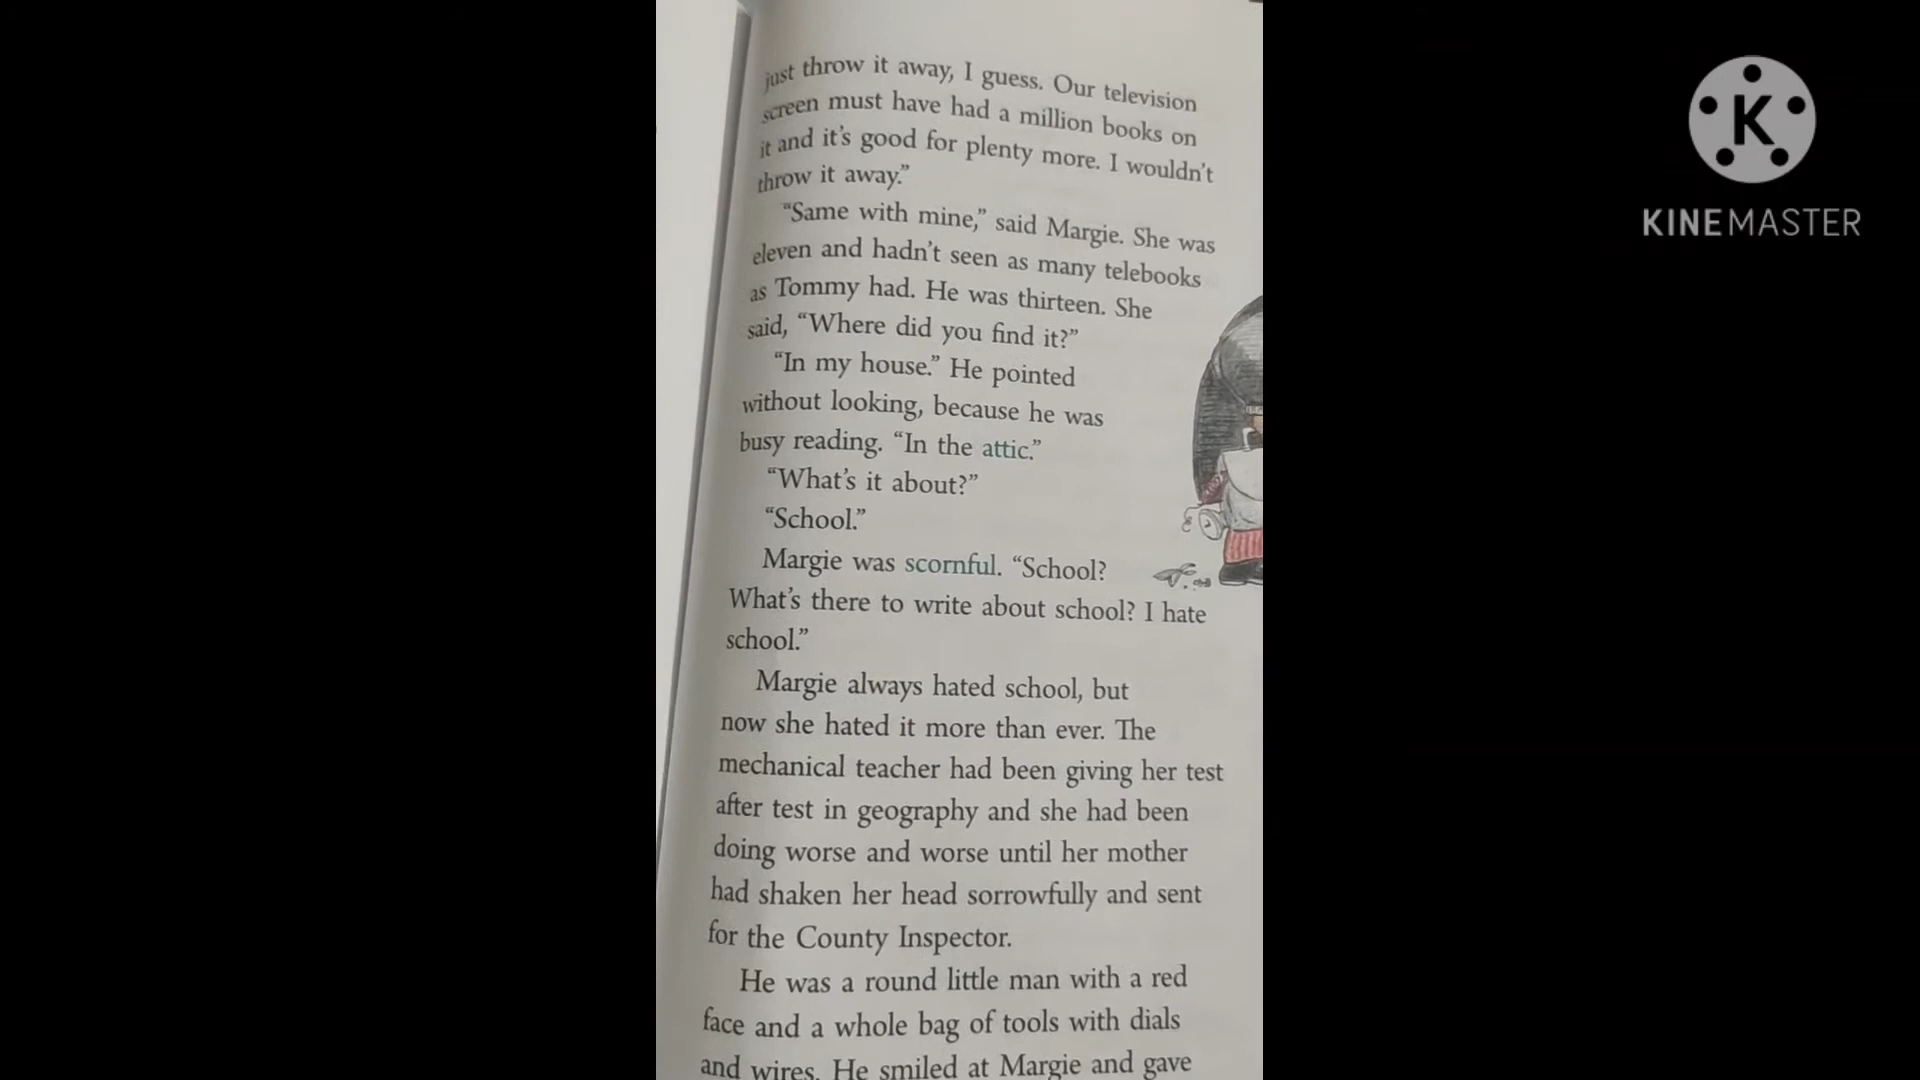 just throw it away, I guess. Our television
screen must have had a million books on
it and it's good for plenty more. I wouldn't
throw it away.”
“Same with mine,” said Margie. She was
eleven and hadn't seen as many telebooks
as Tommy had. He was thirteen. She
said, “Where did you find it?”
“In my house.” He pointed
without looking, because he was
busy reading. “In the attic.”
“What's it about?”
“School.”
Margie was scornful. “School?
What's there to write about school? I hate
school.”
Margie always hated school, but
now she hated it more than ever. The
mechanical teacher had been giving her test
after test in geography and she had been
doing worse and worse until her mother
had shaken her head sorrowfully and sent
for the County Inspector.
He was a round little man with a red
face and a whole bag of tools with dials
and wires. He smiled at Margie and gave
K
KINEMASTER